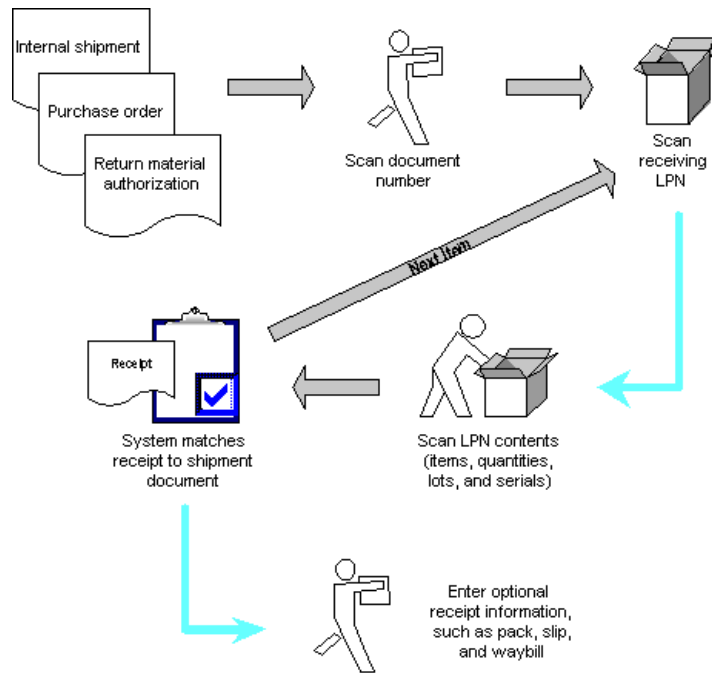 Internal shipment
Purchase order
Return material
authorization
Scan document
number
Scan
receiving
LPN
Next item
Receipt
System matches
receipt to shipment
document
Scan LPN contents
(items, quantities,
lots, and serials)
Enter optional
receipt information,
such as pack, slip,
and waybill